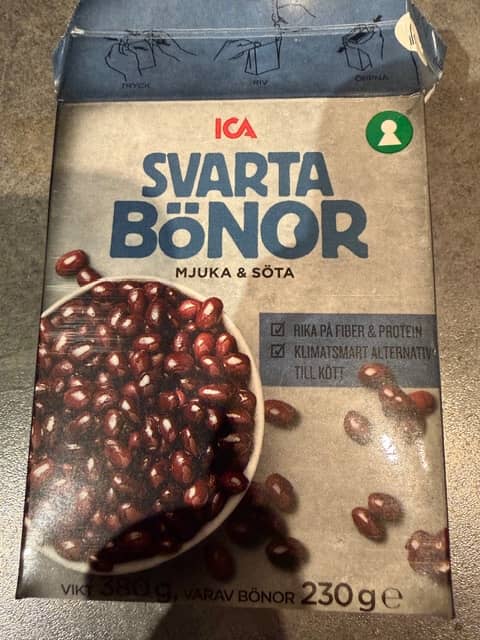 TRYCK RIV ÖPPNA
ICA
SVARTA
BÖNOR
MJUKA & SÖTA
RIKA PÅ FIBER & PROTEIN
KLIMATSMART ALTERNATIV
TILL KÖTT
VIKT 380 g, VARAV BÖNOR 230 g e